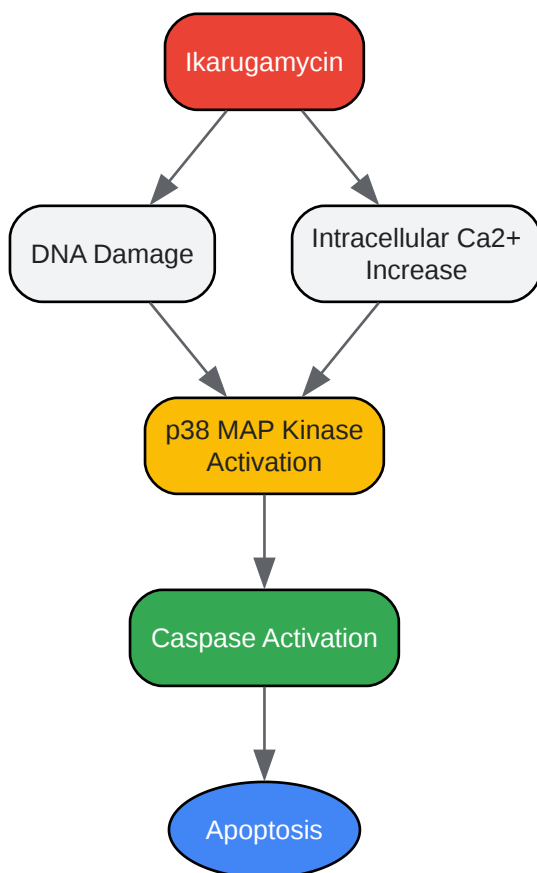 Ikarugamycin
DNA Damage
Intracellular Ca2+
Increase
p38 MAP Kinase
Activation
Caspase Activation
Apoptosis